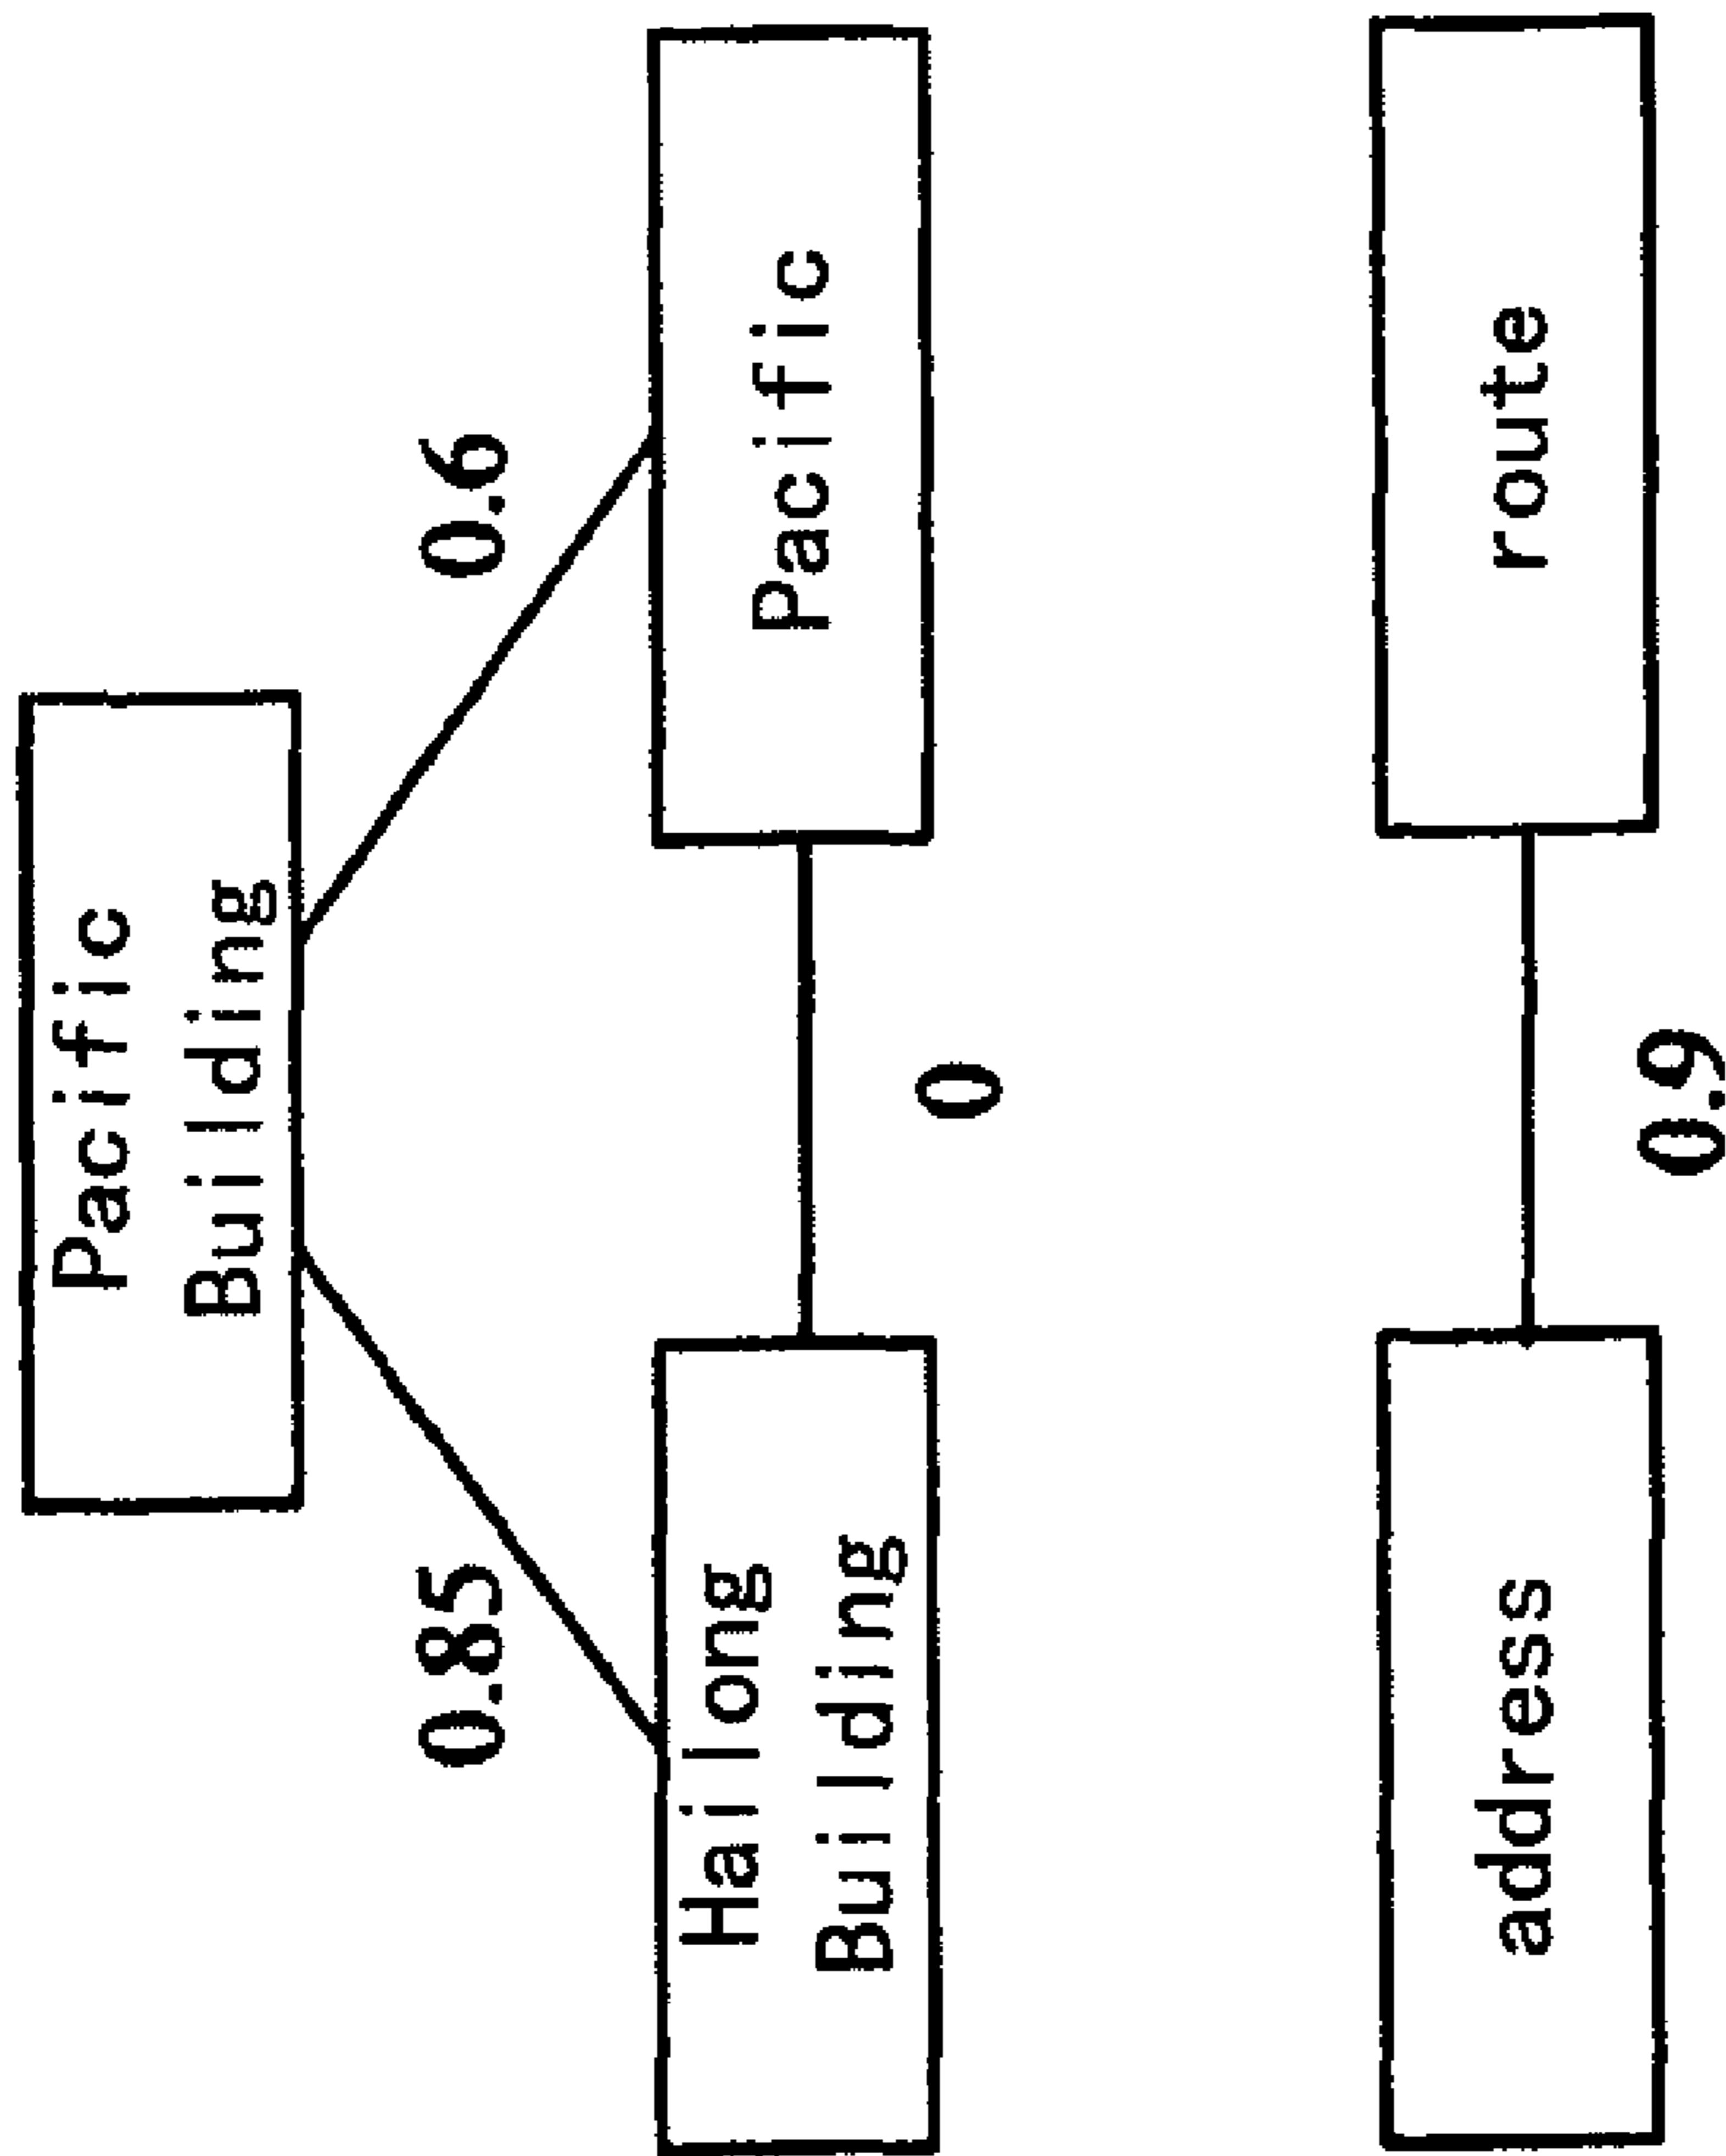 Pacific
Building
0.85
0.6
Hailong
Building
0
Pacific
address
0.9
route